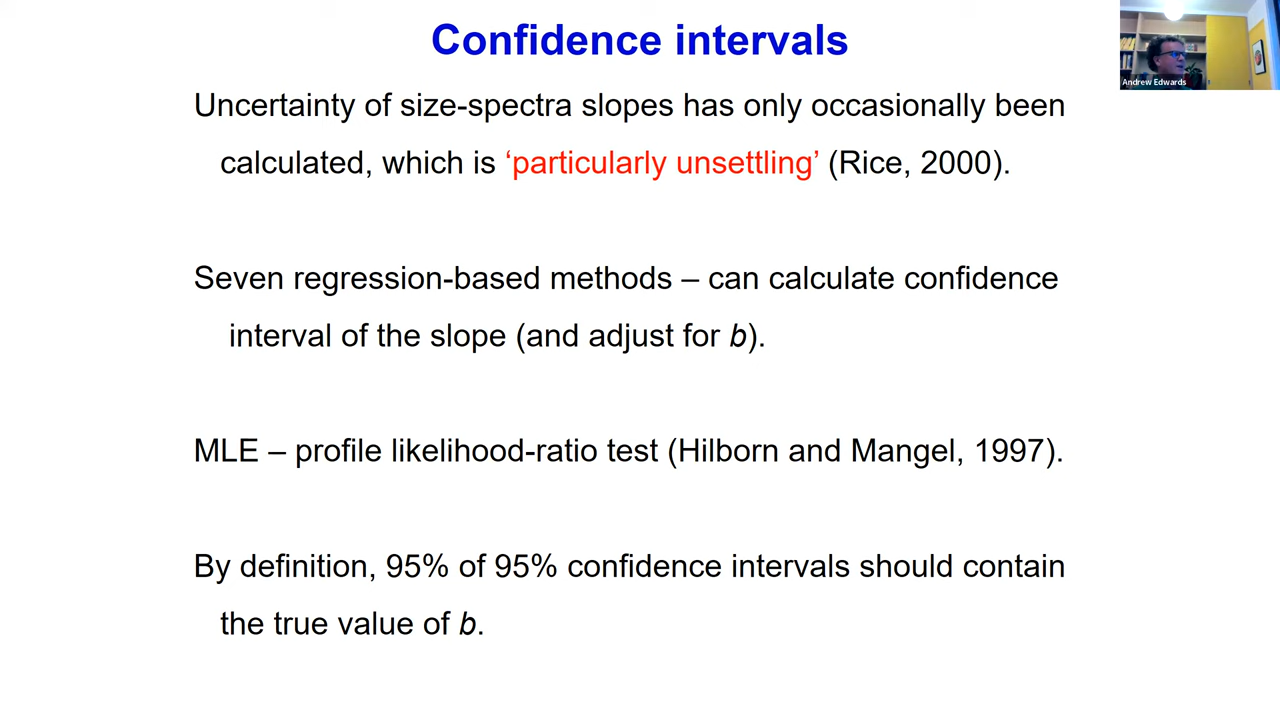 Confidence intervals
Andrew Edwards
Uncertainty of size-spectra slopes has only occasionally been
calculated, which is ‘particularly unsettling’ (Rice, 2000).
Seven regression-based methods – can calculate confidence
interval of the slope (and adjust for b).
MLE – profile likelihood-ratio test (Hilborn and Mangel, 1997).
By definition, 95% of 95% confidence intervals should contain
the true value of b.